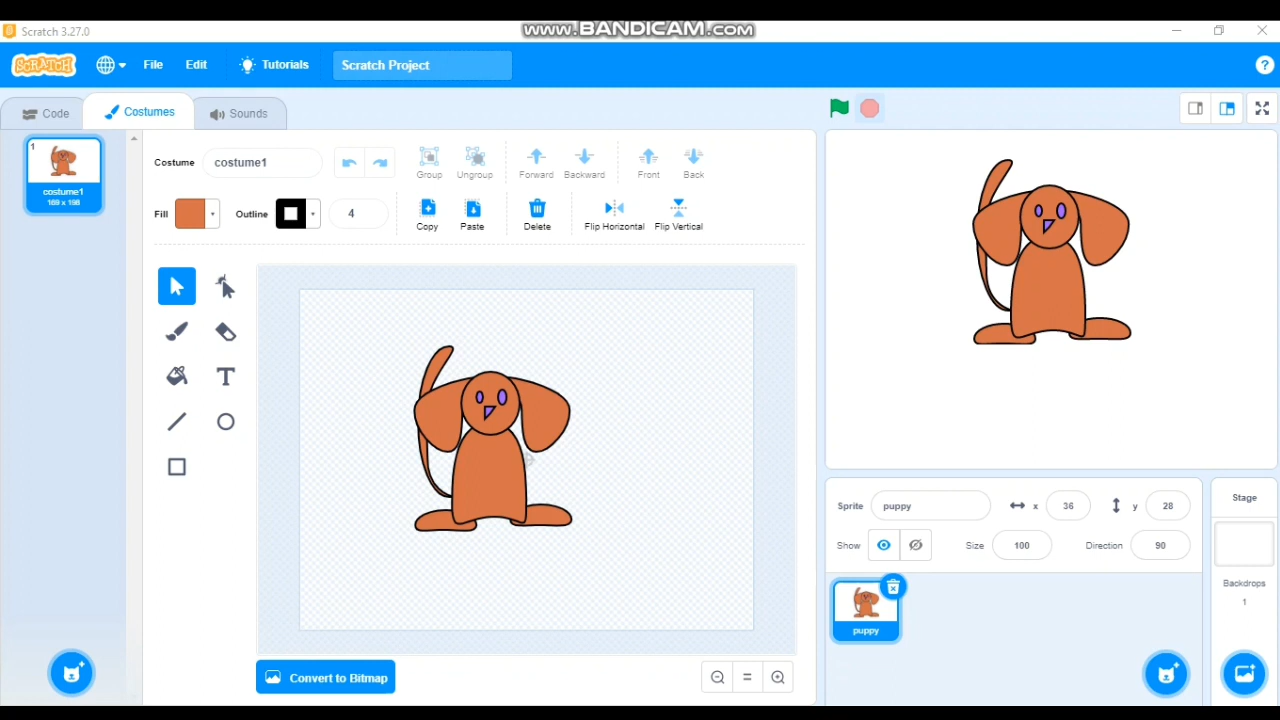 www.BANDICAM.com
Scratch 3.27.0
SCRATCH
File
Edit
Tutorials
Scratch Project
?
Code
Costumes
Sounds
1
costume1
169 x 198
Costume
costume1
Group
Ungroup
Forward
Backward
Front
Back
Fill
Outline
4
Copy
Paste
Delete
Flip Horizontal
Flip Vertical
T
Convert to Bitmap
Sprite
puppy
x
36
y
28
Show
Size
100
Direction
90
puppy
Stage
Backdrops
1